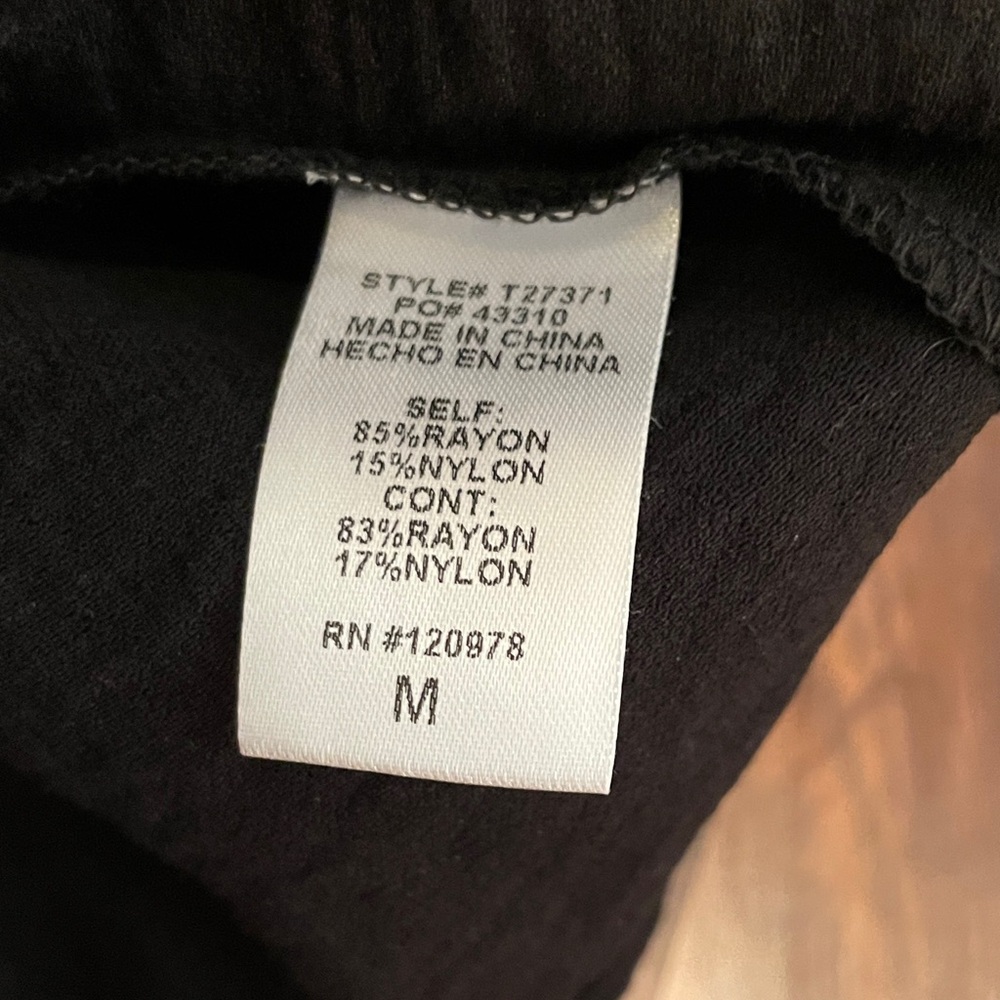 STYLE# T27371
PO# 43310
MADE IN CHINA
HECHO EN CHINA
SELF:
85%RAYON
15%NYLON
CONT:
83%RAYON
17%NYLON
RN #120978
M